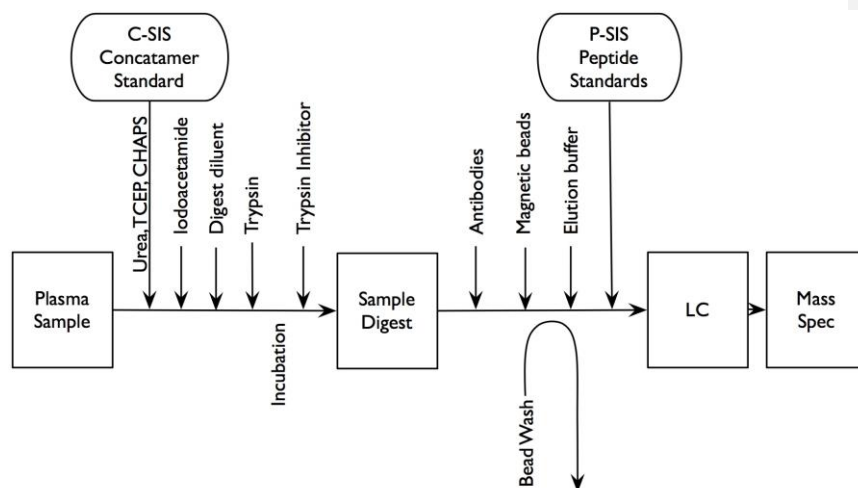 C-SIS
Concatamer
Standard
P-SIS
Peptide
Standards
Urea, TCEP, CHAPS
Iodoacetamide
Digest diluent
Trypsin
Trypsin Inhibitor
Antibodies
Magnetic beads
Elution buffer
Plasma
Sample
Sample
Digest
LC
Mass
Spec
Incubation
Bead Wash